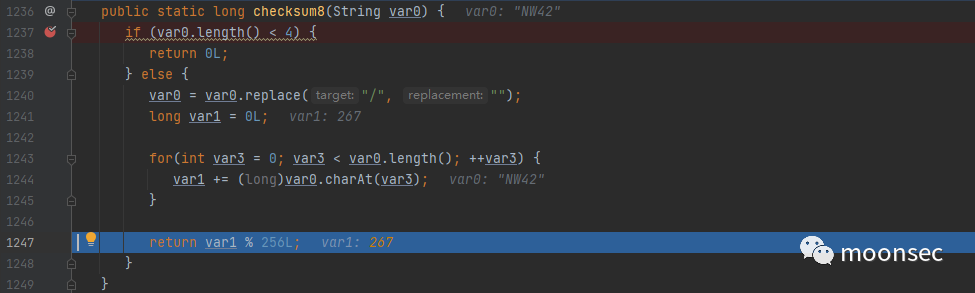 1236 @ public static long checksum8(String var0) { var0: "NW42"
1237 if (var0.length() < 4) {
1238 return 0L;
1239 } else {
1240 var0 = var0.replace( target: "/", replacement: "");
1241 long var1 = 0L; var1: 267
1242
1243 for(int var3 = 0; var3 < var0.length(); ++var3) {
1244 var1 += (long)var0.charAt(var3); var0: "NW42"
1245 }
1246
1247 return var1 % 256L; var1: 267
1248 }
1249 }
moonsec